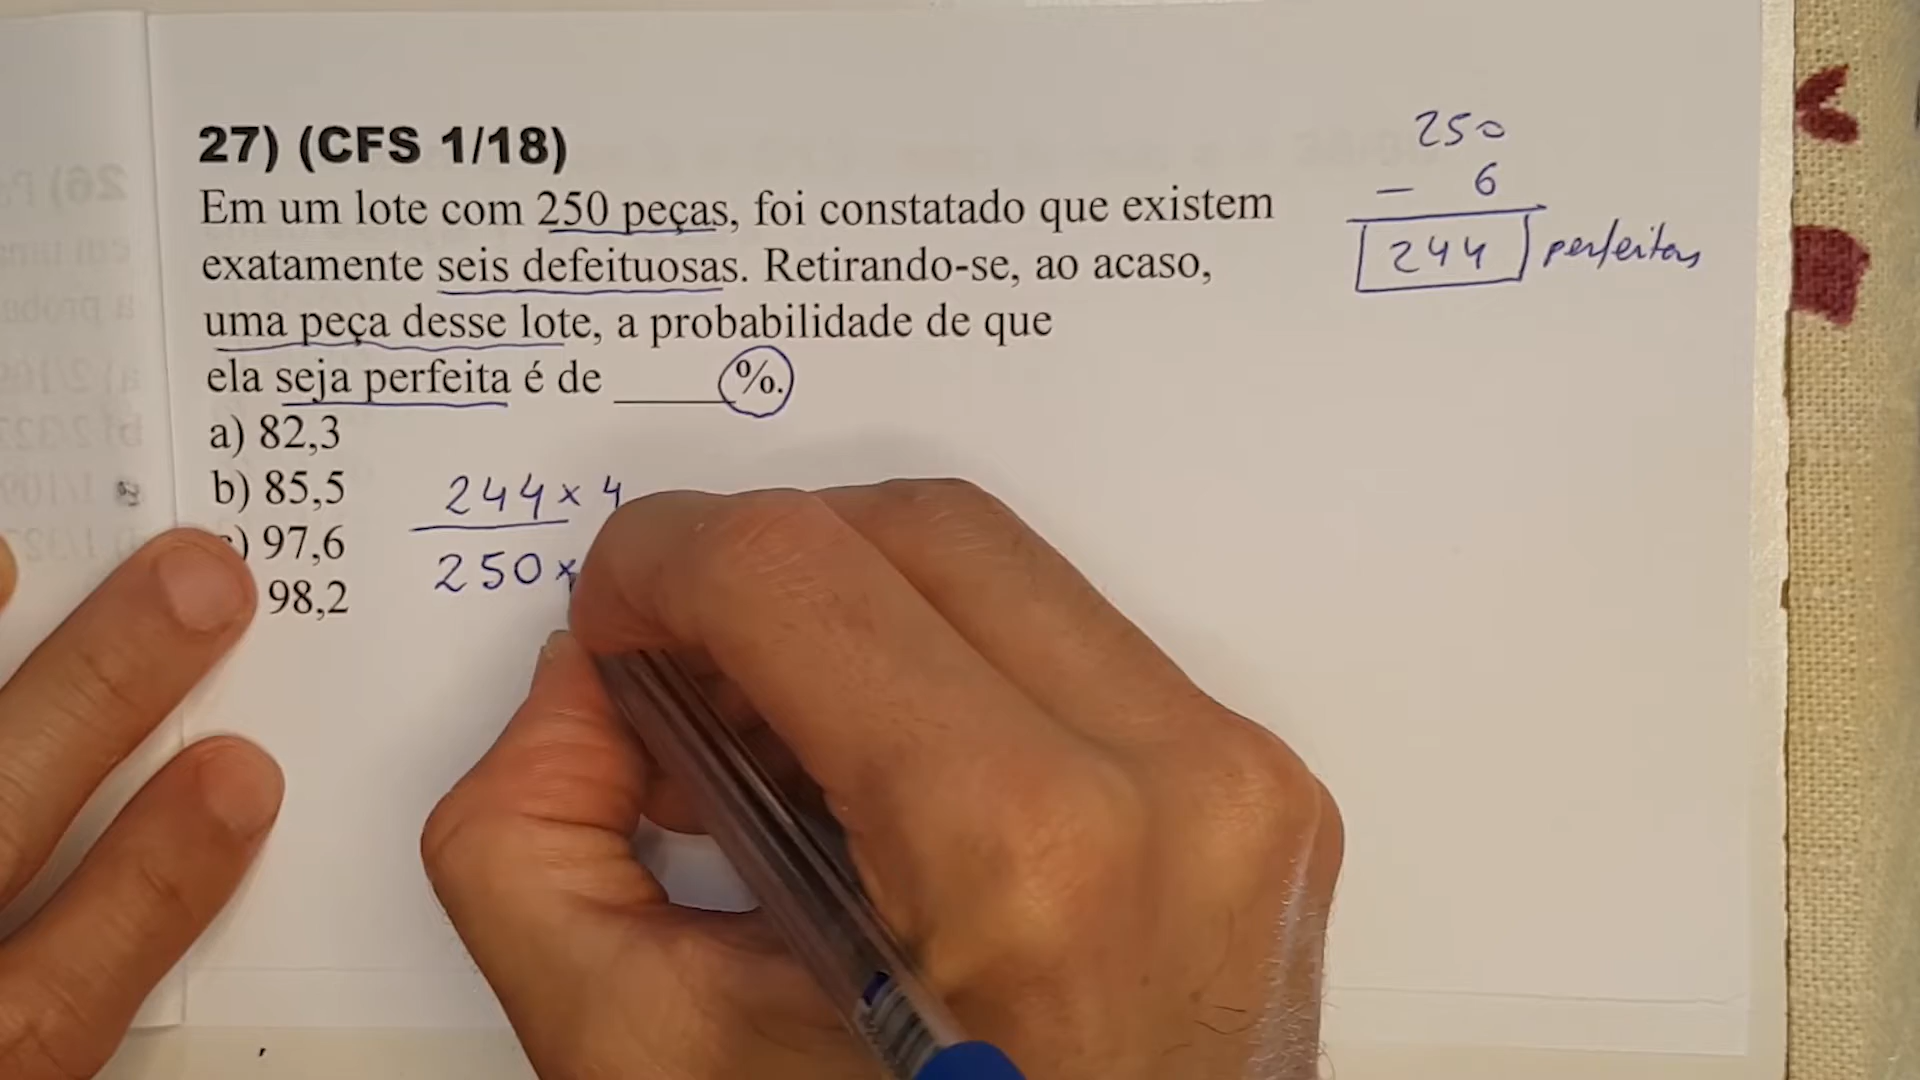 27) (CFS 1/18)
Em um lote com 250 peças, foi constatado que existem
exatamente seis defeituosas. Retirando-se, ao acaso,
uma peça desse lote, a probabilidade de que
ela seja perfeita é de _____%.
a) 82,3
b) 85,5
) 97,6
98,2
250
– 6
244 perfeitas
244 × 4
250 ×